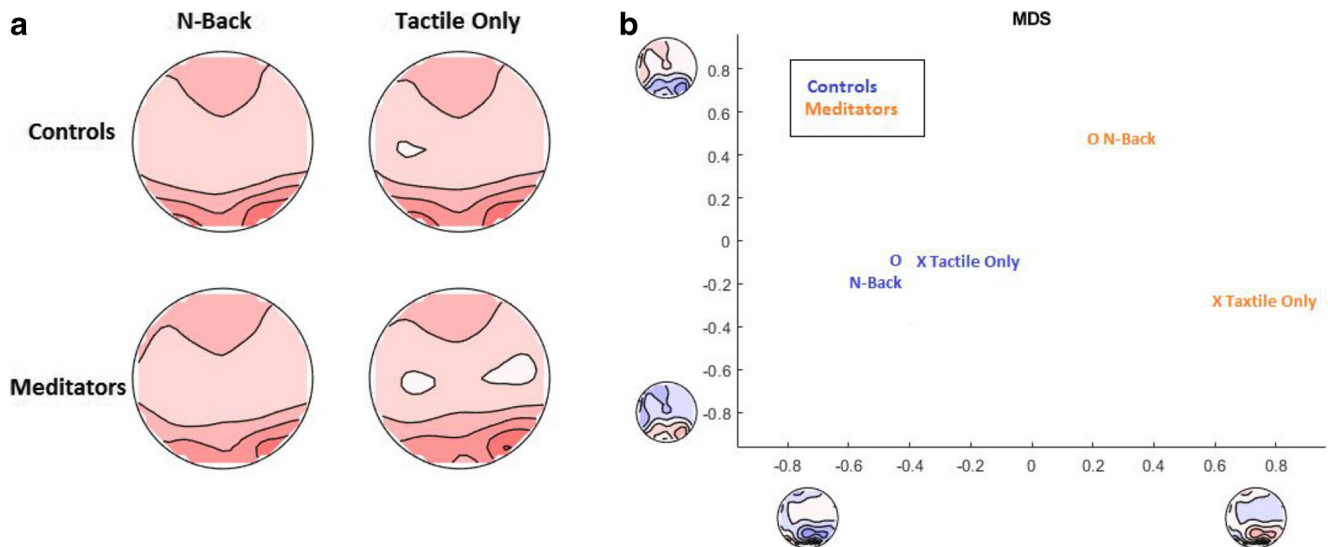 a
N-Back
Tactile Only
Controls
Meditators
b
MDS
0.8
0.6
0.4
0.2
0
-0.2
-0.4
-0.6
-0.8
Controls
Meditators
O N-Back
O
X Tactile Only
N-Back
X Taxtile Only
-0.8
-0.6
-0.4
-0.2
0
0.2
0.4
0.6
0.8